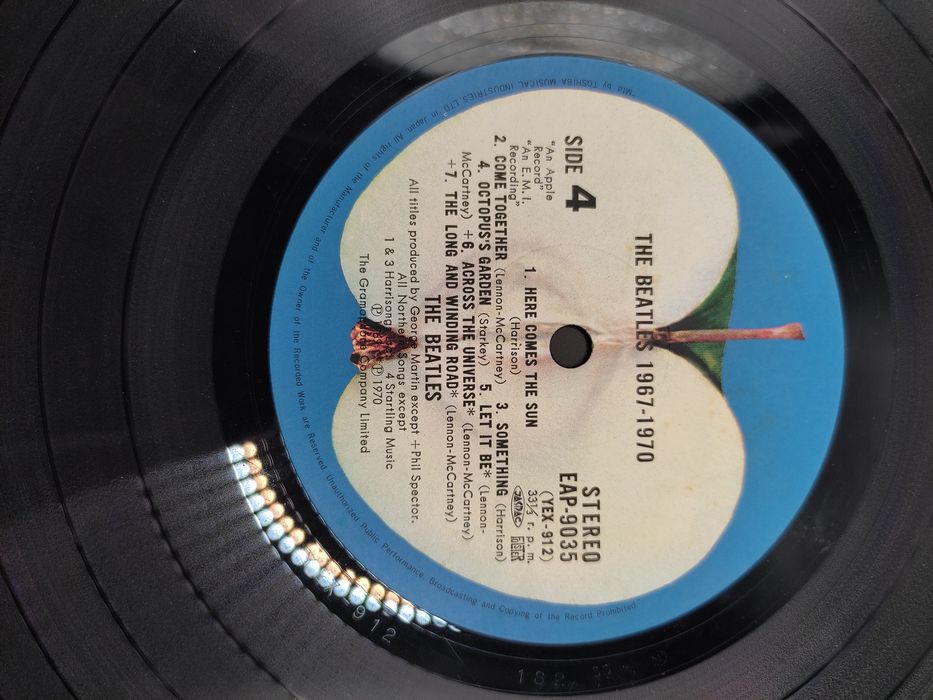 THE BEATLES 1967-1970
SIDE 4
"An Apple
Record"
"An E.M.I.
Recording"
STEREO
EAP-9035
(YEX-912)
33⅓ r. p. m.
JASRAC
1. HERE COMES THE SUN
(Harrison)
2. COME TOGETHER (Lennon-McCartney) 3. SOMETHING (Harrison)
4. OCTOPUS'S GARDEN (Starkey) 5. LET IT BE* (Lennon-
McCartney) +6. ACROSS THE UNIVERSE* (Lennon-McCartney)
+7. THE LONG AND WINDING ROAD* (Lennon-McCartney)
THE BEATLES
All titles produced by George Martin except +Phil Spector.
All Northern Songs except
1 & 3 Harrisongs 4 Startling Music
Ⓟ 1969 *Ⓟ 1970
The Gramophone Company Limited
"Mfd by TOSHIBA MUSICAL INDUSTRIES, LTD. in Japan. All rights of the Manufacturer and or the Owner of the Recorded Work are Reserved. Unauthorized Public Performance, Broadcasting and Copying of the Record Prohibited"
X-912
182